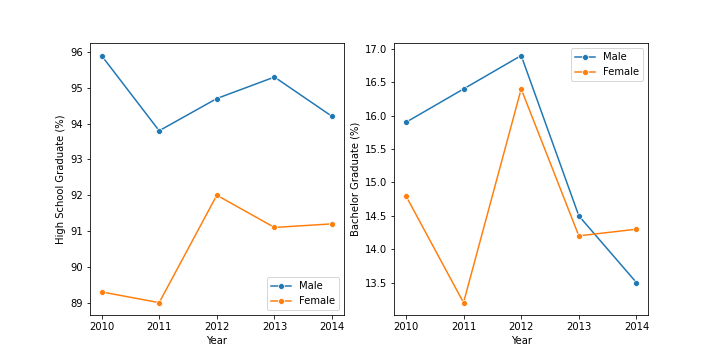 High School Graduate (%)
96
95
94
93
92
91
90
89
2010 2011 2012 2013 2014
Year
Male
Female
Bachelor Graduate (%)
17.0
16.5
16.0
15.5
15.0
14.5
14.0
13.5
2010 2011 2012 2013 2014
Year
Male
Female